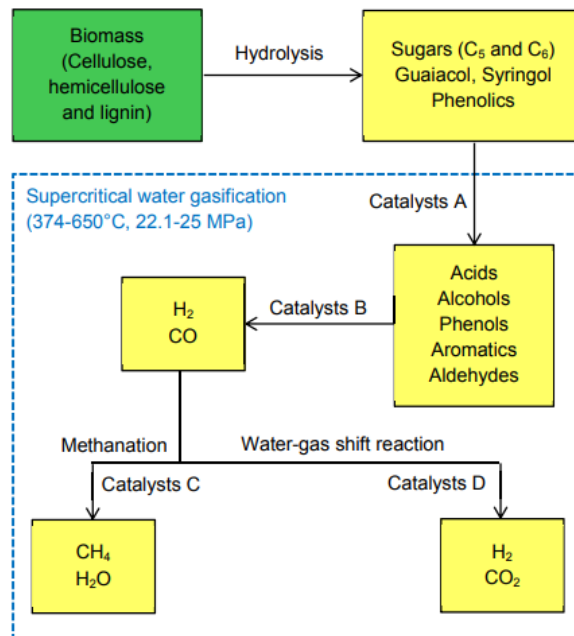 Biomass
(Cellulose,
hemicellulose
and lignin)
Hydrolysis
Sugars (C₅ and C₆)
Guaiacol, Syringol
Phenolics
Supercritical water gasification
(374-650°C, 22.1-25 MPa)
Catalysts A
Acids
Alcohols
Phenols
Aromatics
Aldehydes
Catalysts B
H₂
CO
Methanation
Water-gas shift reaction
Catalysts C
Catalysts D
CH₄
H₂O
H₂
CO₂